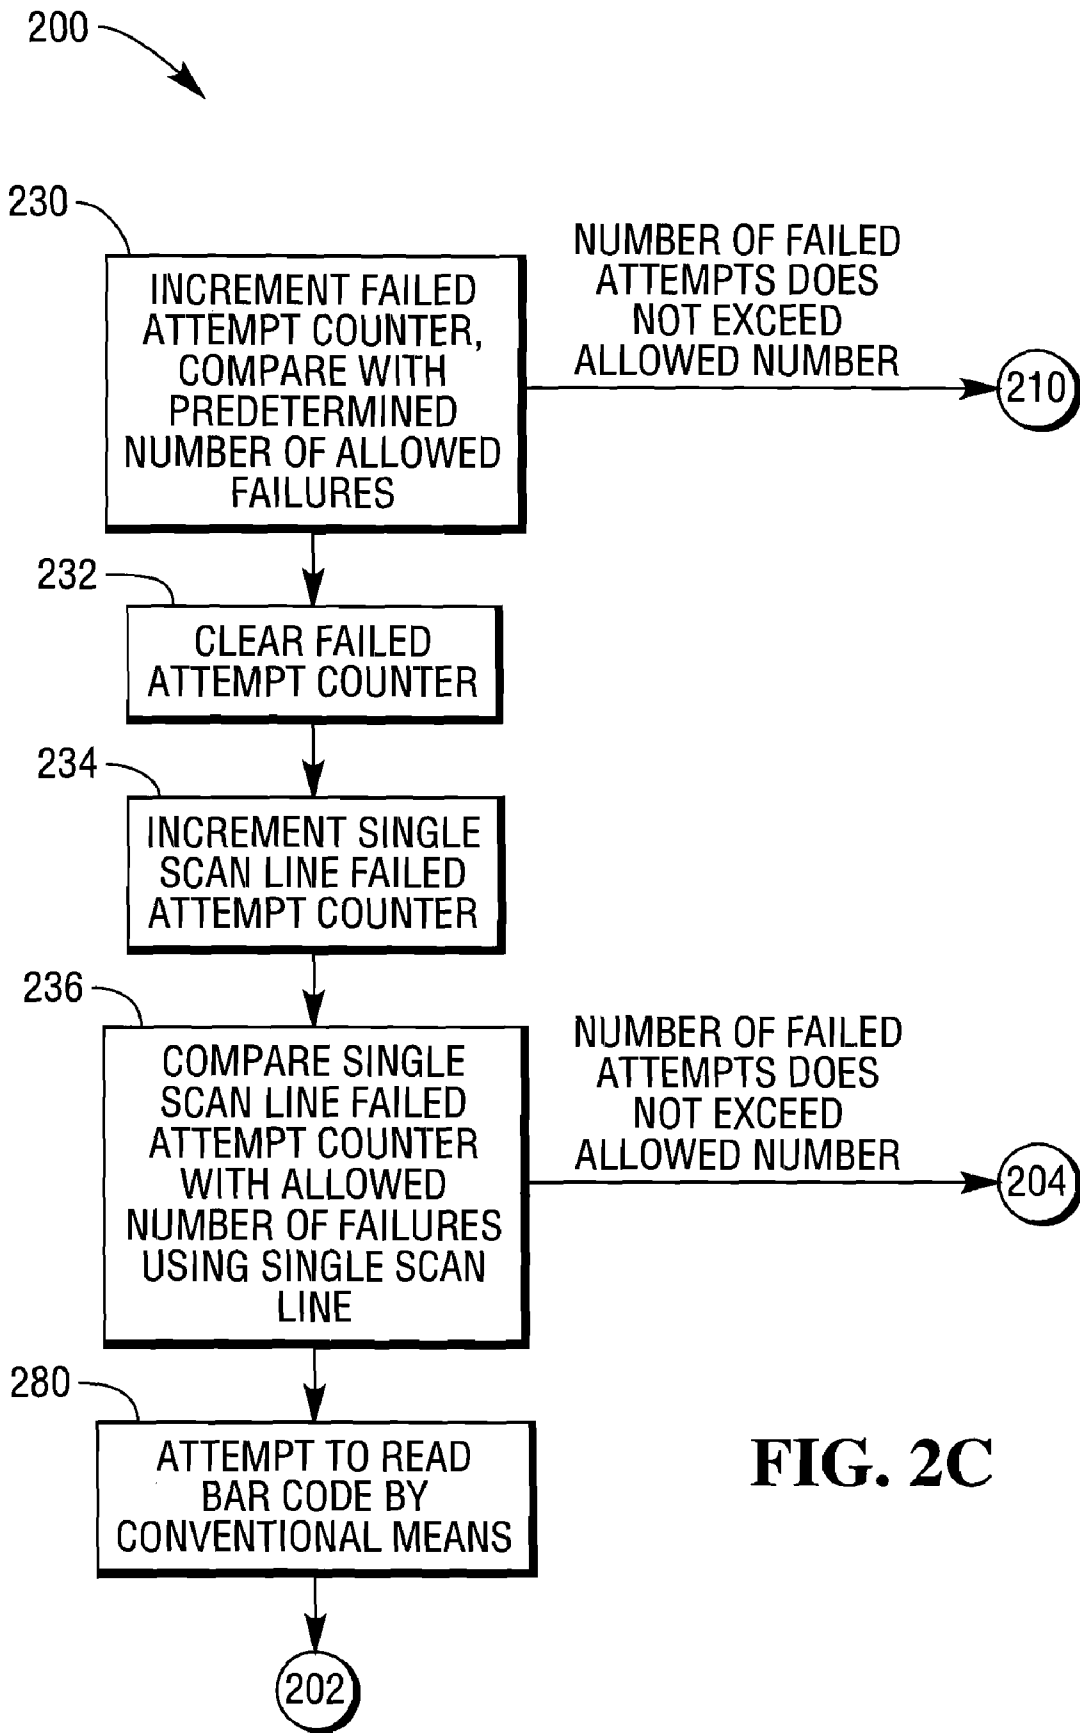 200
230
INCREMENT FAILED
ATTEMPT COUNTER,
COMPARE WITH
PREDETERMINED
NUMBER OF ALLOWED
FAILURES
NUMBER OF FAILED
ATTEMPTS DOES
NOT EXCEED
ALLOWED NUMBER
210
232
CLEAR FAILED
ATTEMPT COUNTER
234
INCREMENT SINGLE
SCAN LINE FAILED
ATTEMPT COUNTER
236
COMPARE SINGLE
SCAN LINE FAILED
ATTEMPT COUNTER
WITH ALLOWED
NUMBER OF FAILURES
USING SINGLE SCAN
LINE
NUMBER OF FAILED
ATTEMPTS DOES
NOT EXCEED
ALLOWED NUMBER
204
280
ATTEMPT TO READ
BAR CODE BY
CONVENTIONAL MEANS
202
FIG. 2C